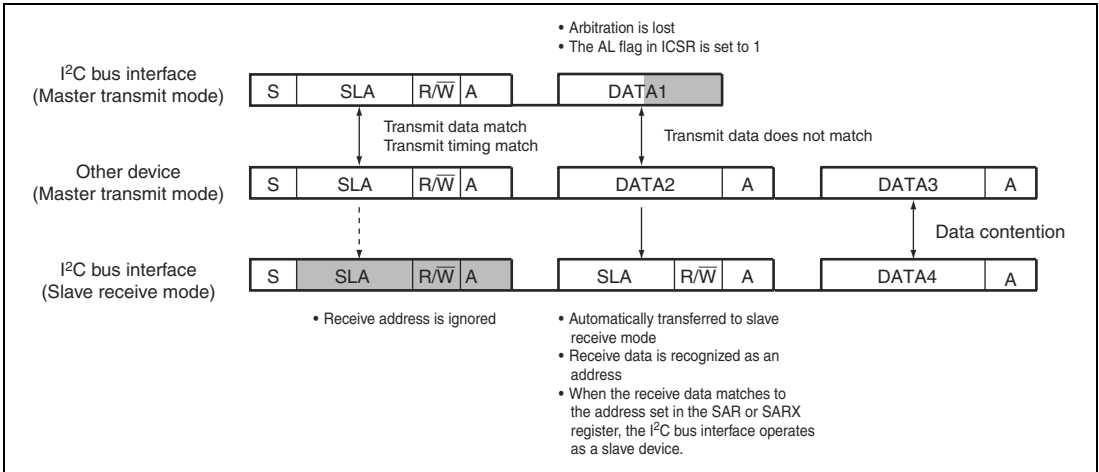 • Arbitration is lost
• The AL flag in ICSR is set to 1
I²C bus interface
(Master transmit mode)
S SLA R/W̅ A DATA1
Transmit data match
Transmit timing match
Transmit data does not match
Other device
(Master transmit mode)
S SLA R/W̅ A DATA2 A DATA3 A
Data contention
I²C bus interface
(Slave receive mode)
S SLA R/W̅ A SLA R/W̅ A DATA4 A
• Receive address is ignored
• Automatically transferred to slave
receive mode
• Receive data is recognized as an
address
• When the receive data matches to
the address set in the SAR or SARX
register, the I²C bus interface operates
as a slave device.